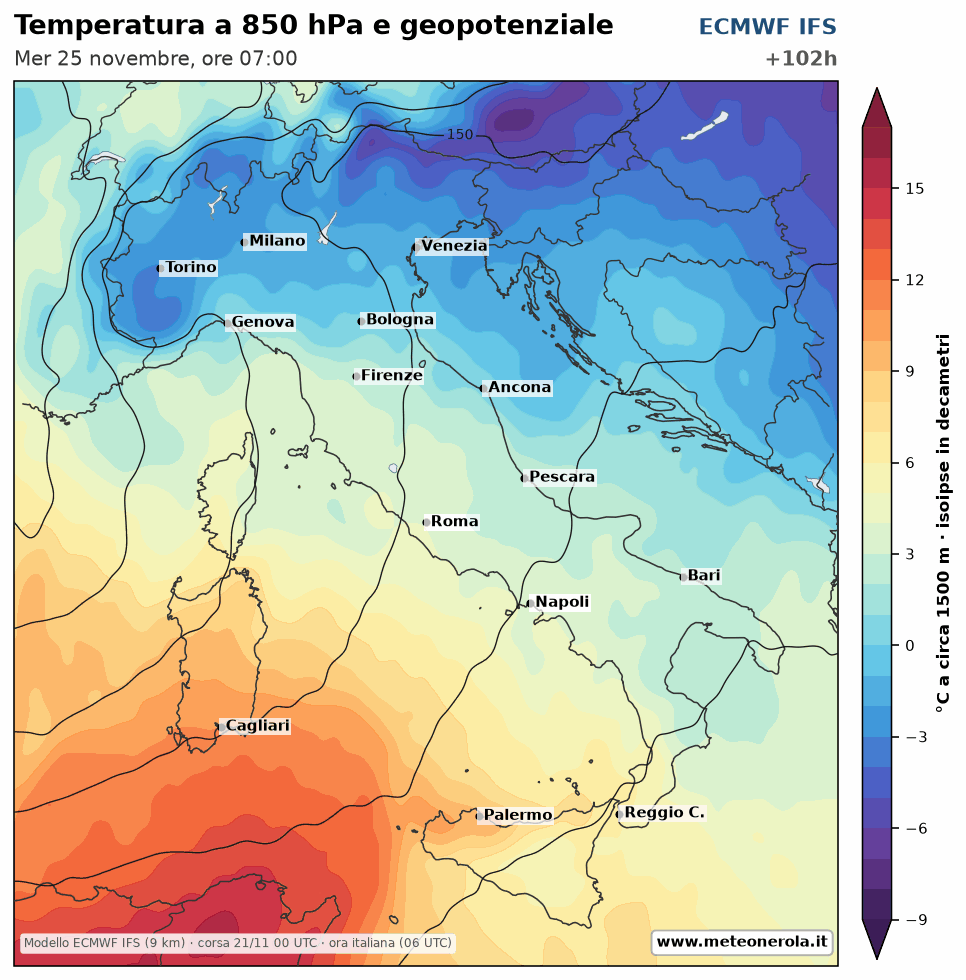 Temperatura a 850 hPa e geopotenziale
ECMWF IFS
Mer 25 novembre, ore 07:00
+102h
150
Milano
Venezia
Torino
Genova
Bologna
Firenze
Ancona
Pescara
Roma
Bari
Napoli
Cagliari
Palermo
Reggio C.
15
12
9
6
3
0
−3
−6
−9
°C a circa 1500 m · isoipse in decametri
Modello ECMWF IFS (9 km) · corsa 21/11 00 UTC · ora italiana (06 UTC)
www.meteonerola.it